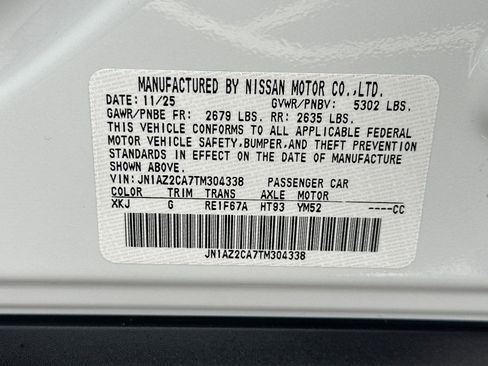 MANUFACTURED BY NISSAN MOTOR CO.,LTD.
DATE: 11/25 GVWR/PNBV: 5302 LBS.
GAWR/PNBE FR: 2679 LBS. RR: 2635 LBS.
THIS VEHICLE CONFORMS TO ALL APPLICABLE FEDERAL
MOTOR VEHICLE SAFETY, BUMPER, AND THEFT PREVENTION
STANDARDS IN EFFECT ON THE DATE OF MANUFACTURE
SHOWN ABOVE.
VIN: JN1AZ2CA7TM304338 PASSENGER CAR
COLOR TRIM TRANS AXLE MOTOR
XKJ G RE1F67A HT93 YM52 ----CC
JN1AZ2CA7TM304338